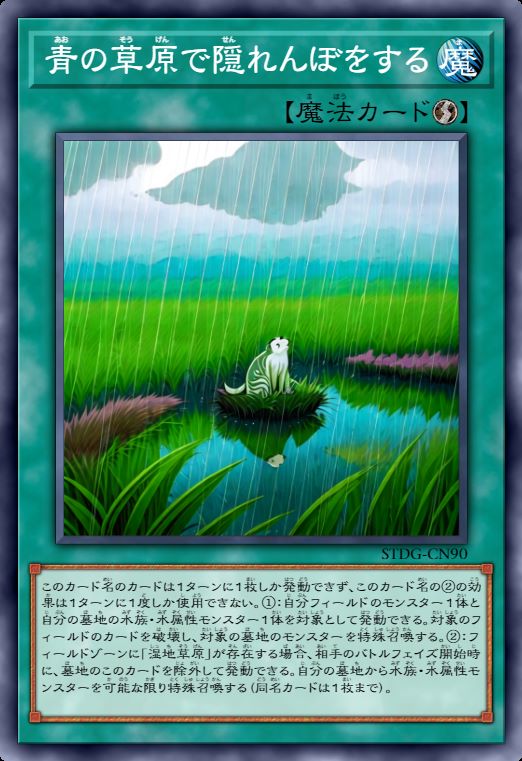 青の草原で隠れんぼをする 魔
【魔法カード】
STDG-CN90
このカード名のカードは1ターンに1枚しか発動できず、このカード名の②の効
果は1ターンに1度しか使用できない。①:自分フィールドのモンスター1体と
自分の墓地の水族・水属性モンスター1体を対象として発動できる。対象のフ
ィールドのカードを破壊し、対象の墓地のモンスターを特殊召喚する。②:フ
ィールドゾーンに「湿地草原」が存在する場合、相手のバトルフェイズ開始時
に、墓地のこのカードを除外して発動できる。自分の墓地から水族・水属性モ
ンスターを可能な限り特殊召喚する(同名カードは1枚まで)。